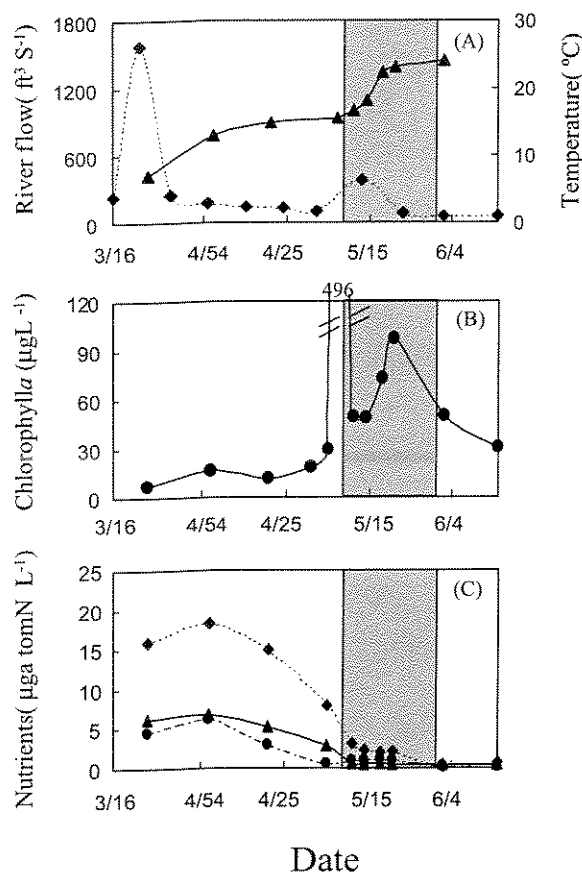 River flow( ft³ S⁻¹)
1800
1200
600
0
(A)
30
20
10
0
Temperature( ºC)
3/16 4/54 4/25 5/15 6/4
Chlorophylla (µgL ⁻¹)
120
90
60
30
0
496
(B)
3/16 4/54 4/25 5/15 6/4
Nutrients( µga tomN L⁻¹)
25
20
15
10
5
0
(C)
3/16 4/54 4/25 5/15 6/4
Date